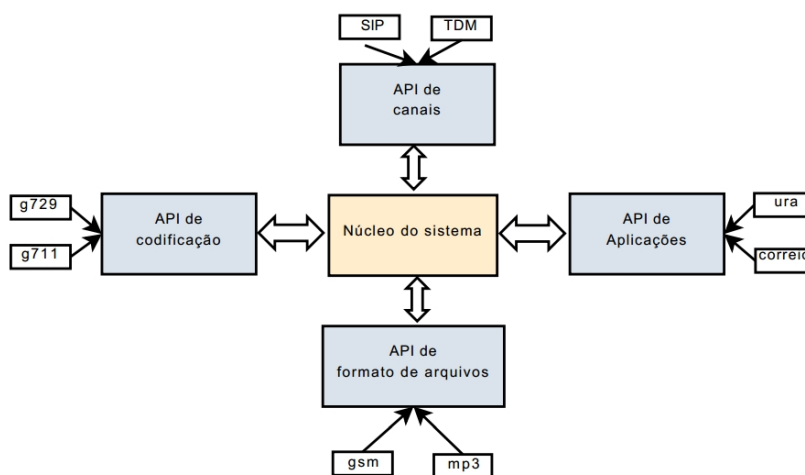 SIP
TDM
API de
canais
g729
g711
API de
codificação
Núcleo do sistema
API de
Aplicações
ura
correio
API de
formato de arquivos
gsm
mp3